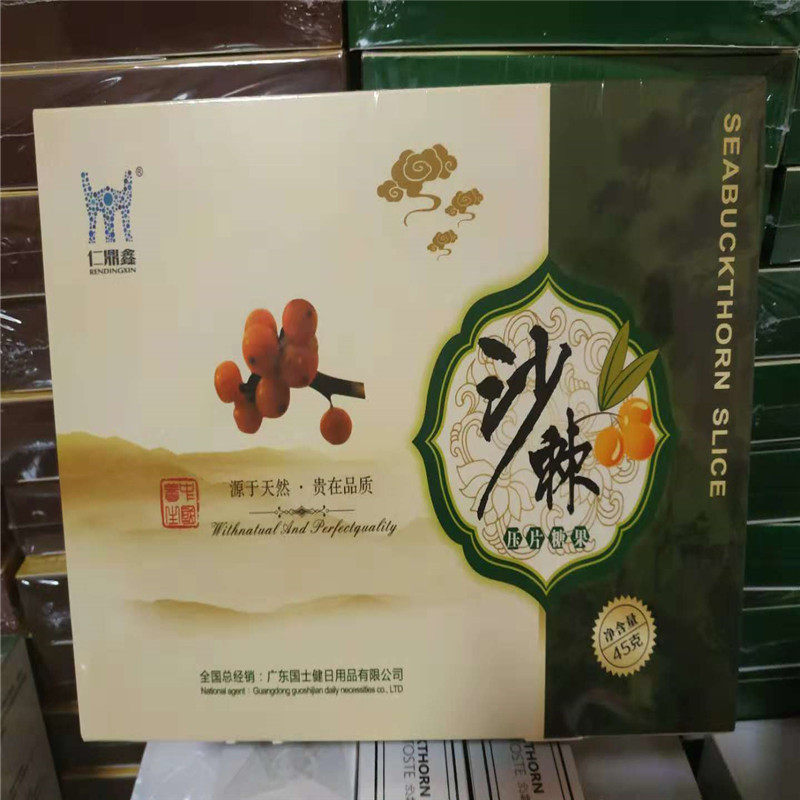 ®
仁鼎鑫
RENDINGXIN
SEABUCKTHORN SLICE
沙棘
压片糖果
源于天然·贵在品质
Withnatual And Perfectquality
净含量
45克
全国总经销:广东国士健日用品有限公司
National agent: Guangdong guoshijian daily necessities co., LTD
KTHORN
OSTE